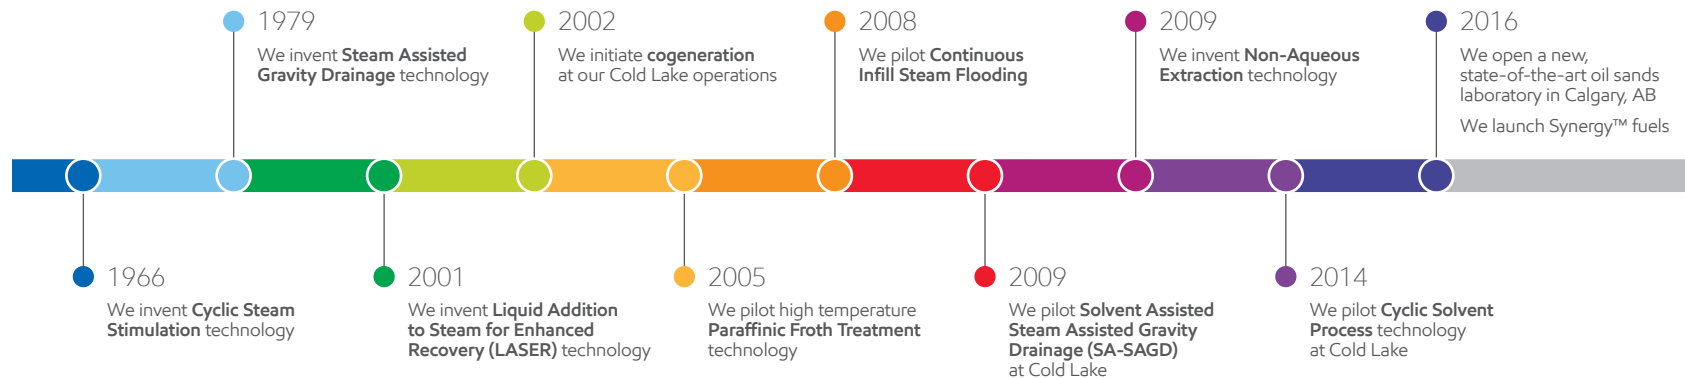 1979
We invent Steam Assisted
Gravity Drainage technology
2002
We initiate cogeneration
at our Cold Lake operations
2008
We pilot Continuous
Infill Steam Flooding
2009
We invent Non-Aqueous
Extraction technology
2016
We open a new,
state-of-the-art oil sands
laboratory in Calgary, AB
We launch Synergy™ fuels
1966
We invent Cyclic Steam
Stimulation technology
2001
We invent Liquid Addition
to Steam for Enhanced
Recovery (LASER) technology
2005
We pilot high temperature
Paraffinic Froth Treatment
technology
2009
We pilot Solvent Assisted
Steam Assisted Gravity
Drainage (SA-SAGD)
at Cold Lake
2014
We pilot Cyclic Solvent
Process technology
at Cold Lake